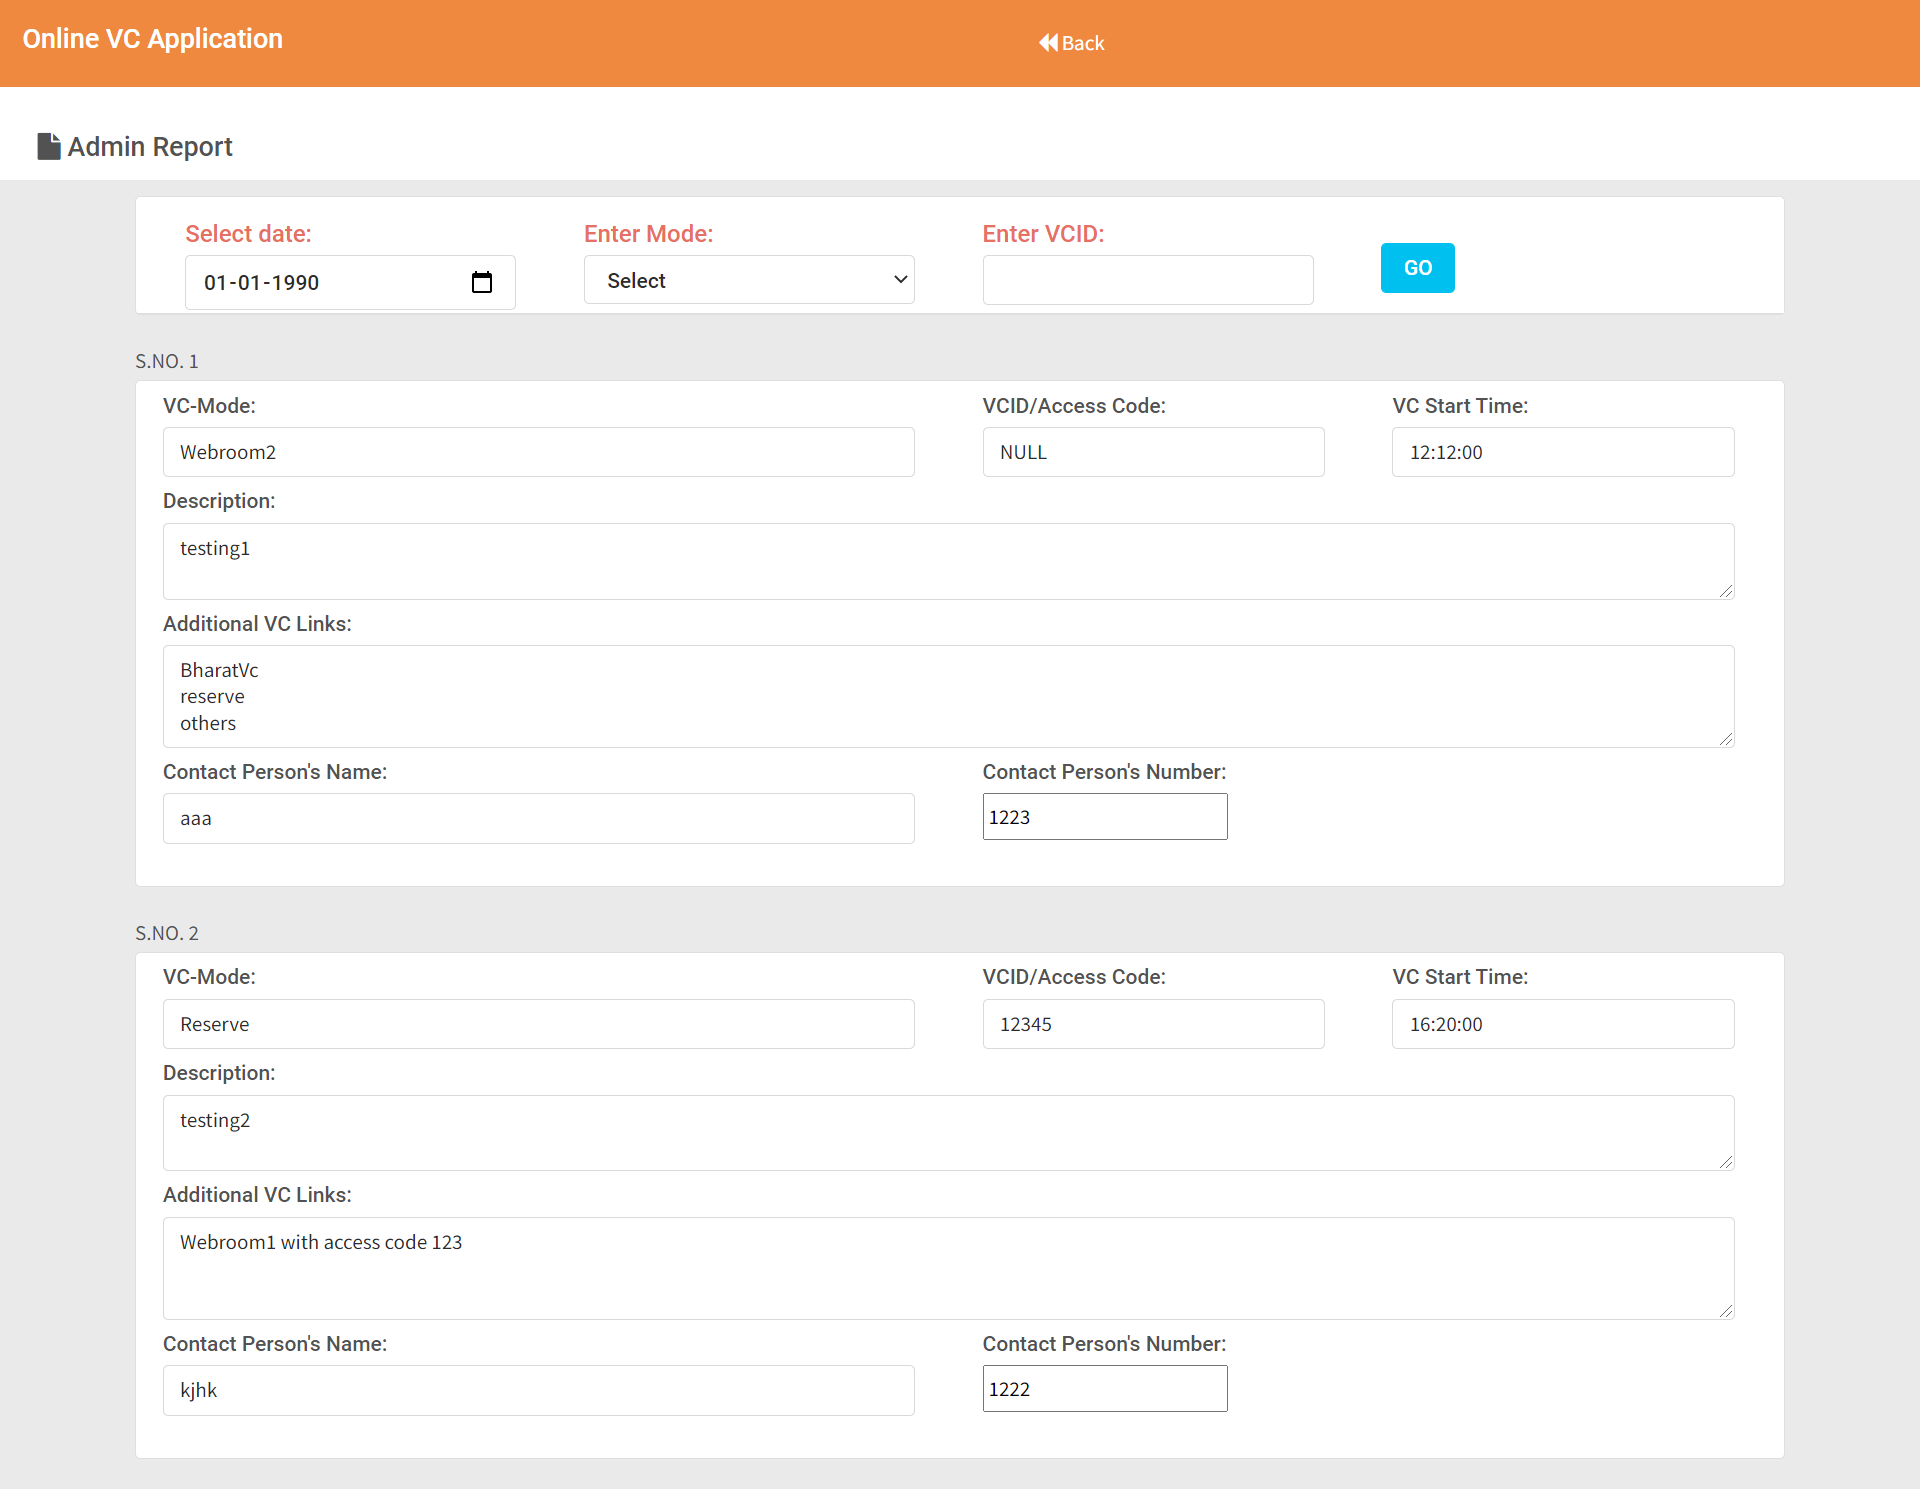 Online VC Application
Back
Admin Report
Select date:
Enter Mode:
Enter VCID:
01-01-1990
Select
GO
S.NO. 1
VC-Mode:
VCID/Access Code:
VC Start Time:
Webroom2
NULL
12:12:00
Description:
testing1
Additional VC Links:
BharatVc
reserve
others
Contact Person's Name:
Contact Person's Number:
aaa
1223
S.NO. 2
VC-Mode:
VCID/Access Code:
VC Start Time:
Reserve
12345
16:20:00
Description:
testing2
Additional VC Links:
Webroom1 with access code 123
Contact Person's Name:
Contact Person's Number:
kjhk
1222